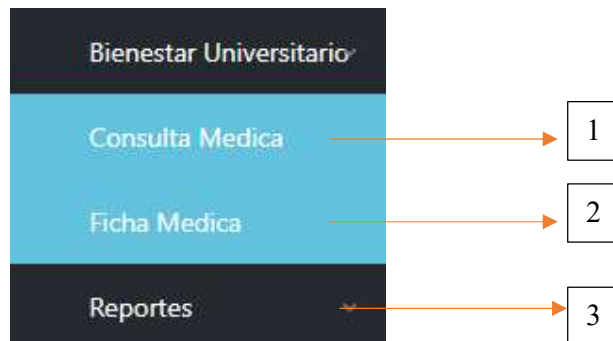 Bienestar Universitario
Consulta Medica
1
Ficha Medica
2
Reportes
3